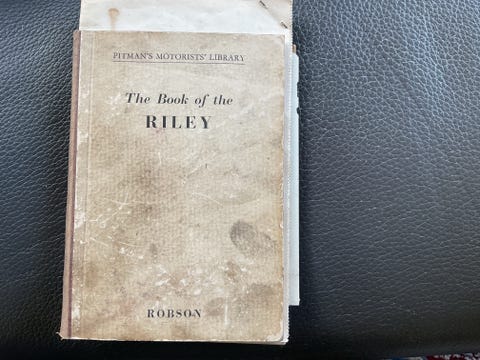 PITMAN'S MOTORISTS' LIBRARY
The Book of the
RILEY
ROBSON